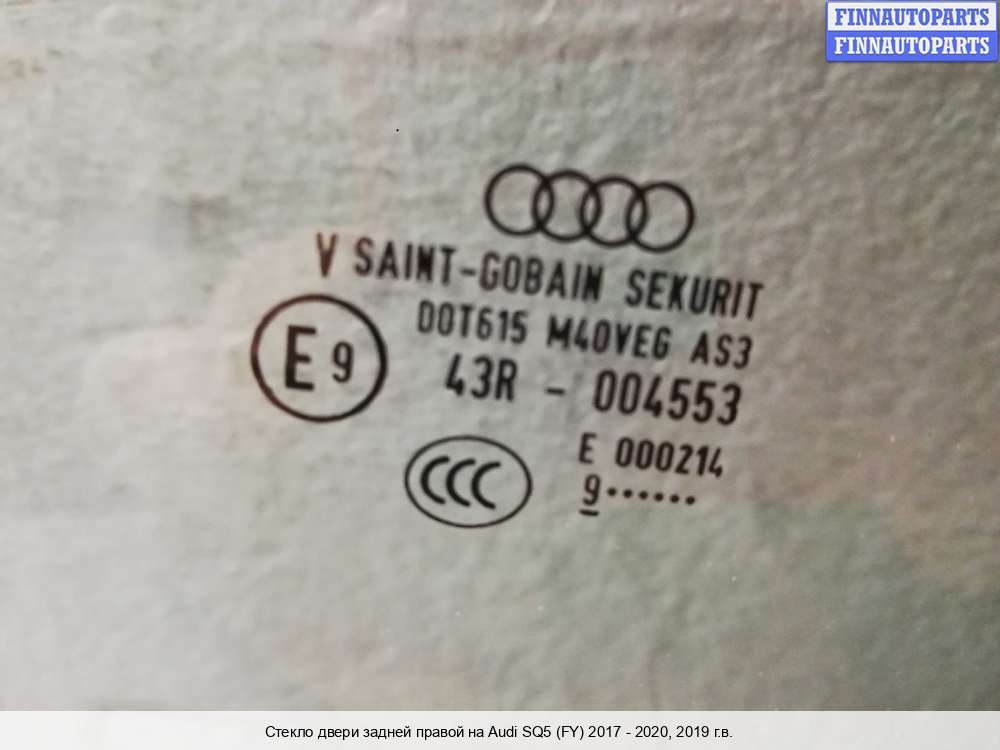 FINNAUTOPARTS
FINNAUTOPARTS
V SAINT-GOBAIN SEKURIT
DOT615 M40VEG AS3
E9
43R - 004553
CCC
E 000214
9······
Стекло двери задней правой на Audi SQ5 (FY) 2017 - 2020, 2019 г.в.